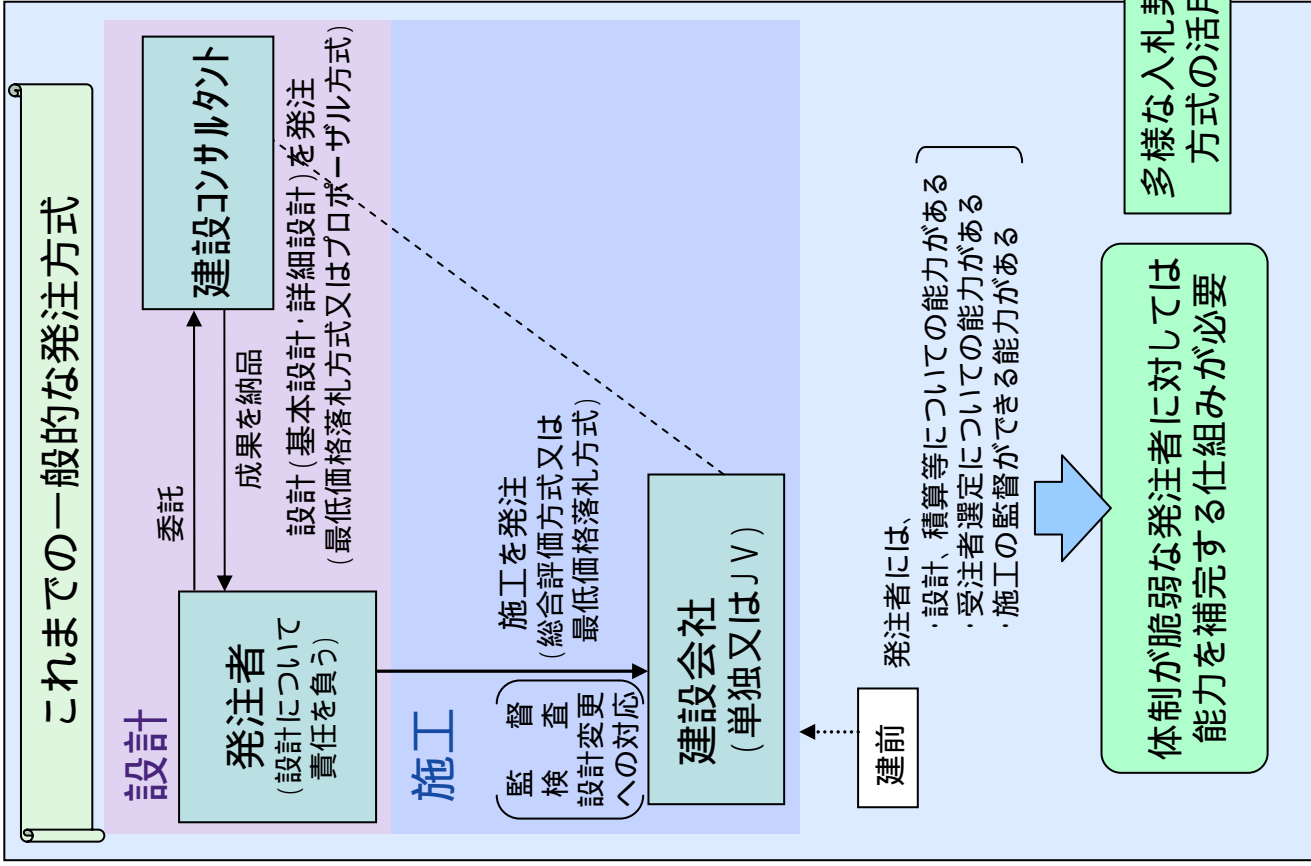 これまでの一般的な発注方式
設計
発注者
(設計について
責任を負う)
委託
成果を納品
建設コンサルタント
設計(基本設計・詳細設計)を発注
(最低価格落札方式又はプロポーザル方式)
施工
監 督
検 査
設計変更
への対応
施工を発注
(総合評価方式又は
最低価格落札方式)
建設会社
(単独又はJV)
建前
発注者には、
・設計、積算等についての能力がある
・受注者選定についての能力がある
・施工の監督ができる能力がある
体制が脆弱な発注者に対しては
能力を補完する仕組みが必要
多様な入札契
方式の活用